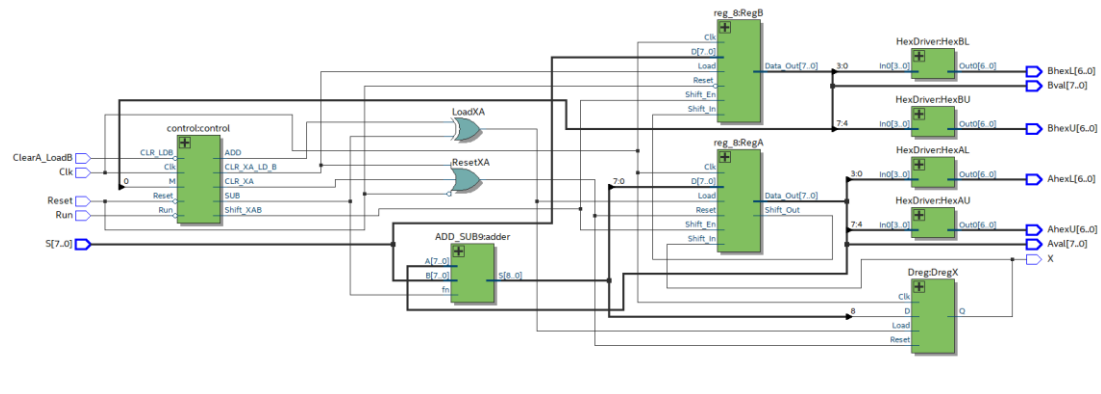 reg_8:RegB
Clk
D[7..0]
Load
Reset
Shift_En
Shift_In
Data_Out[7..0]
3:0
7:4
HexDriver:HexBL
In0[3..0]
Out0[6..0]
BhexL[6..0]
Bval[7..0]
HexDriver:HexBU
In0[3..0]
Out0[6..0]
BhexU[6..0]
LoadXA
ResetXA
control:control
ClearA_LoadB
Clk
Reset
Run
S[7..0]
0
CLR_LDB
Clk
M
Reset
Run
ADD
CLR_XA_LD_B
CLR_XA
SUB
Shift_XAB
ADD_SUB9:adder
A[7..0]
B[7..0]
fn
S[8..0]
7:0
reg_8:RegA
Clk
D[7..0]
Load
Reset
Shift_En
Shift_In
Data_Out[7..0]
Shift_Out
3:0
7:4
HexDriver:HexAL
In0[3..0]
Out0[6..0]
AhexL[6..0]
HexDriver:HexAU
In0[3..0]
Out0[6..0]
AhexU[6..0]
Aval[7..0]
X
Dreg:DregX
8
Clk
D
Load
Reset
Q